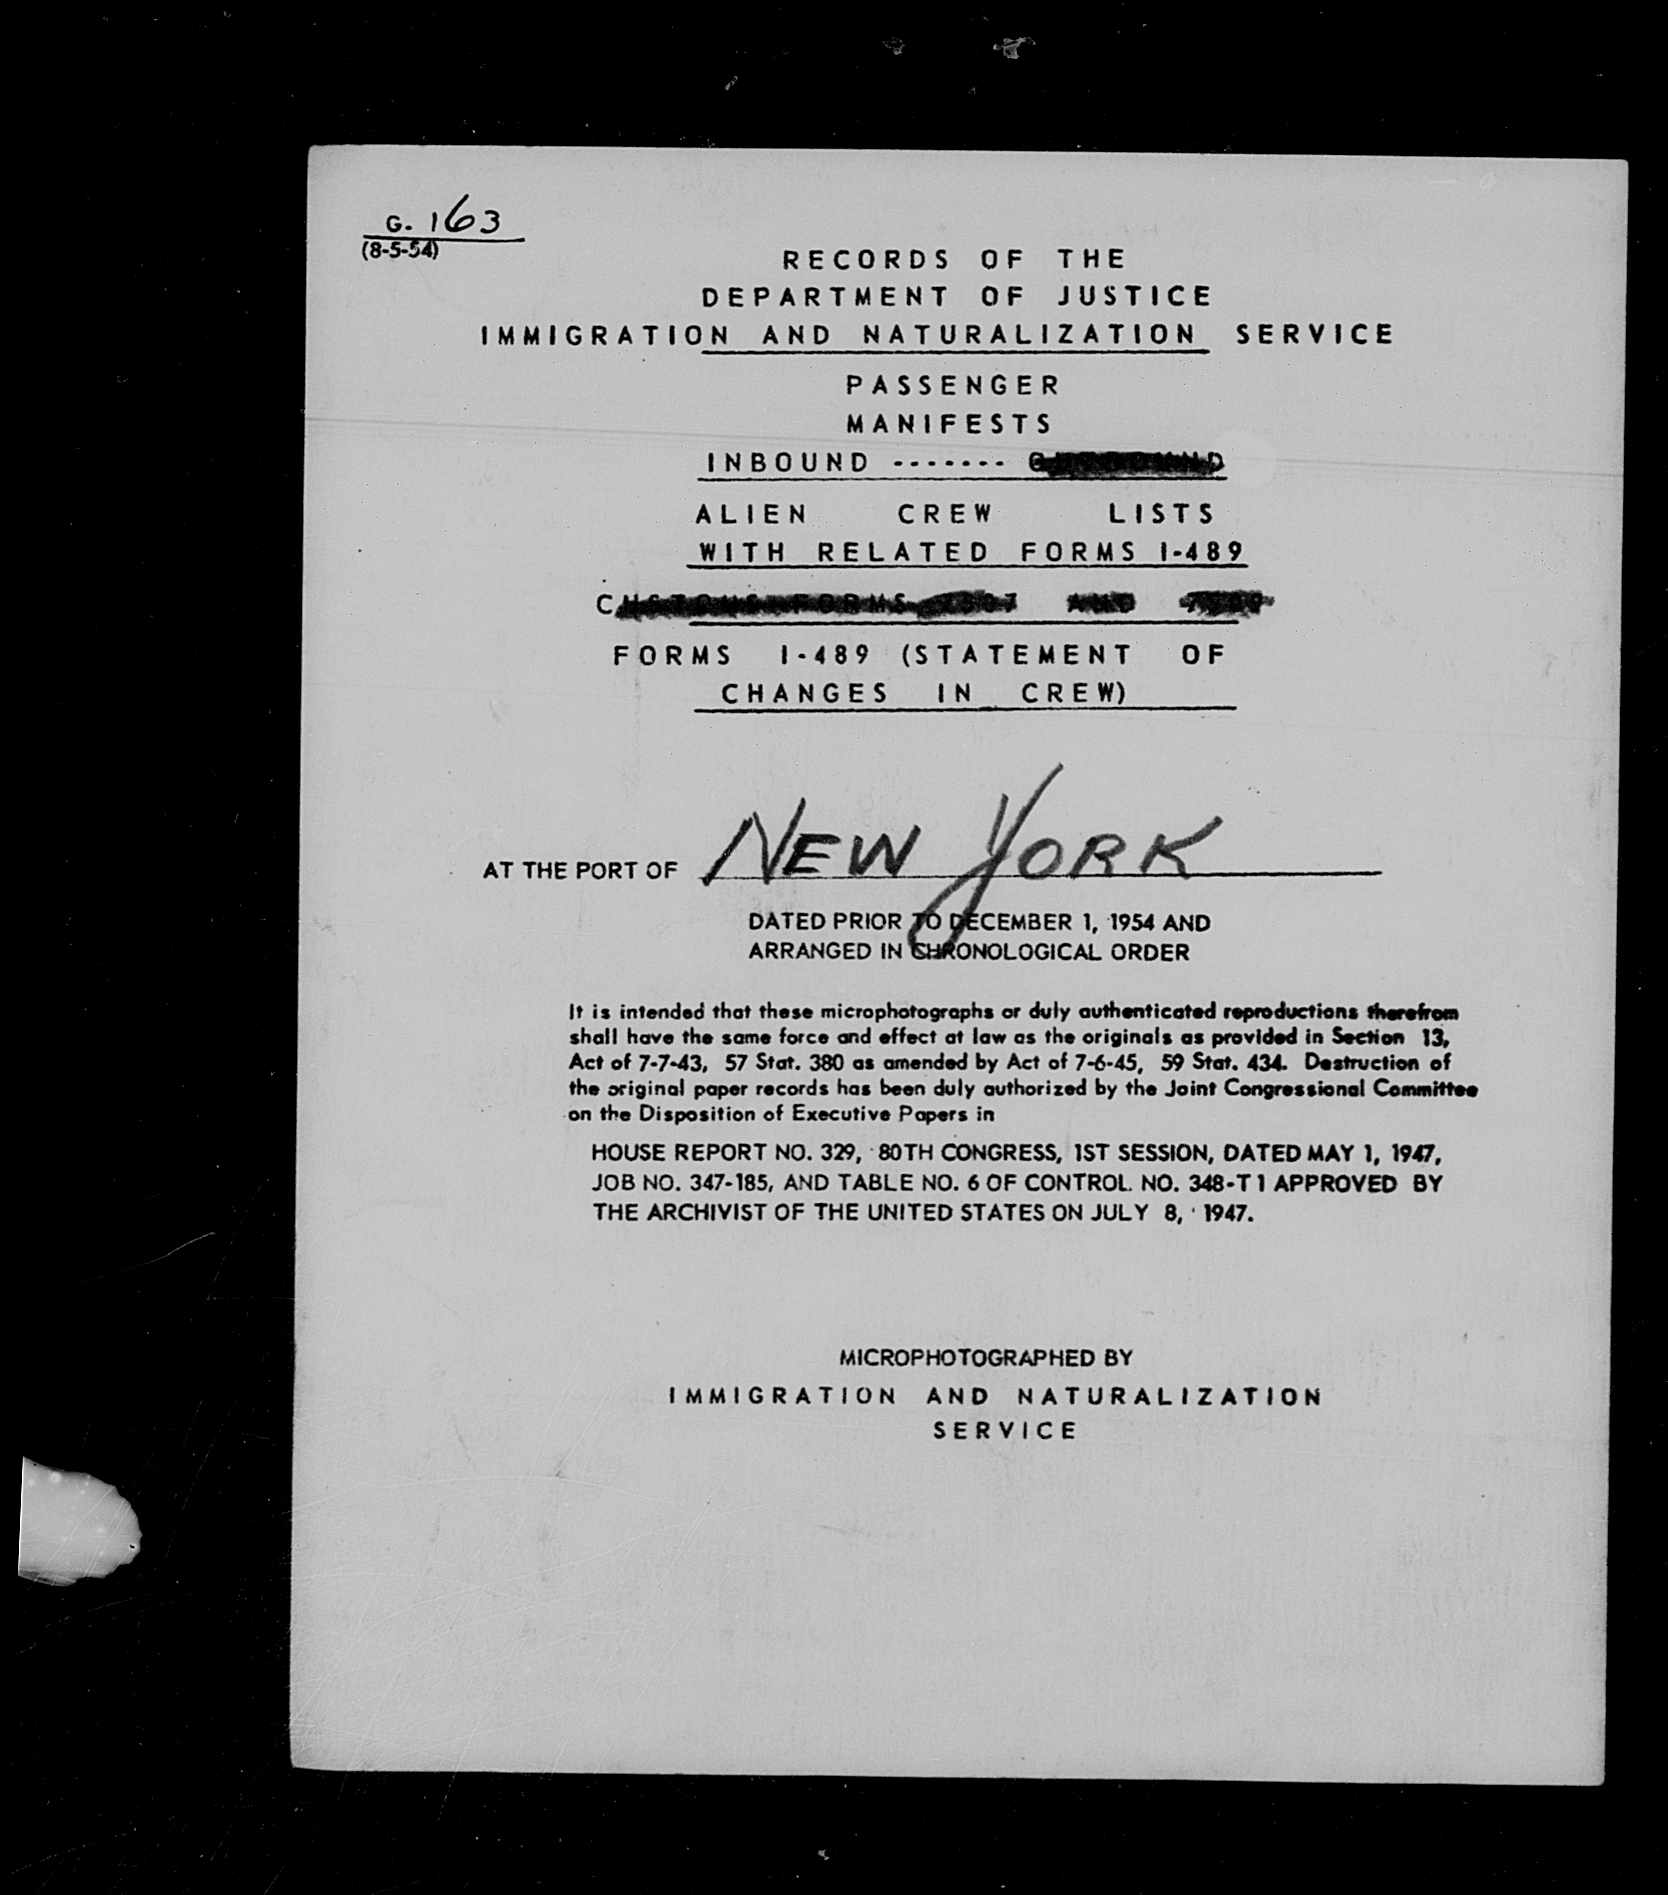 G. 163
(8-5-54)
RECORDS OF THE
DEPARTMENT OF JUSTICE
IMMIGRATION AND NATURALIZATION SERVICE
PASSENGER
MANIFESTS
INBOUND -------
ALIEN CREW LISTS
WITH RELATED FORMS I-489
CUSTOMS FORMS AND
FORMS I-489 (STATEMENT OF
CHANGES IN CREW)
AT THE PORT OF NEW YORK
DATED PRIOR TO DECEMBER 1, 1954 AND
ARRANGED IN CHRONOLOGICAL ORDER
It is intended that these microphotographs or duly authenticated reproductions therefrom
shall have the same force and effect at law as the originals as provided in Section 13,
Act of 7-7-43, 57 Stat. 380 as amended by Act of 7-6-45, 59 Stat. 434. Destruction of
the original paper records has been duly authorized by the Joint Congressional Committee
on the Disposition of Executive Papers in
HOUSE REPORT NO. 329, 80TH CONGRESS, 1ST SESSION, DATED MAY 1, 1947,
JOB NO. 347-185, AND TABLE NO. 6 OF CONTROL NO. 348-T1 APPROVED BY
THE ARCHIVIST OF THE UNITED STATES ON JULY 8, 1947.
MICROPHOTOGRAPHED BY
IMMIGRATION AND NATURALIZATION
SERVICE